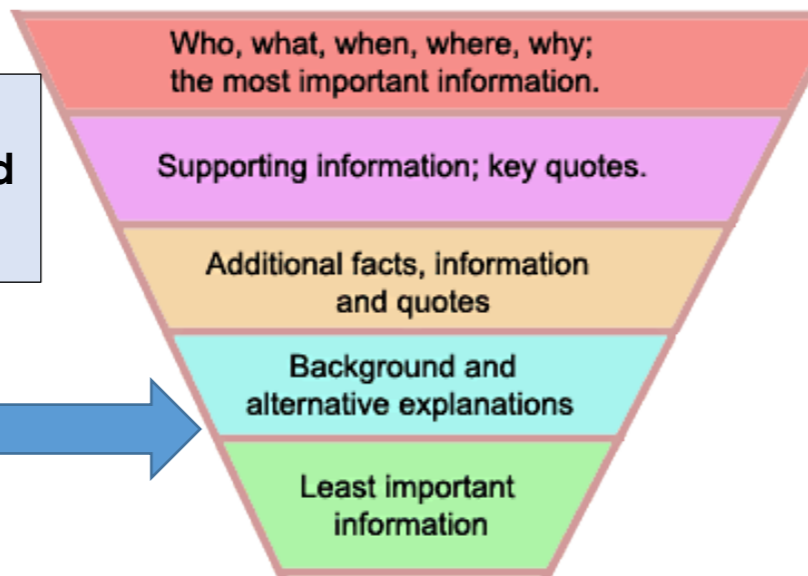 Who, what, when, where, why;
the most important information.
Supporting information; key quotes.
Additional facts, information
and quotes
Background and
alternative explanations
Least important
information